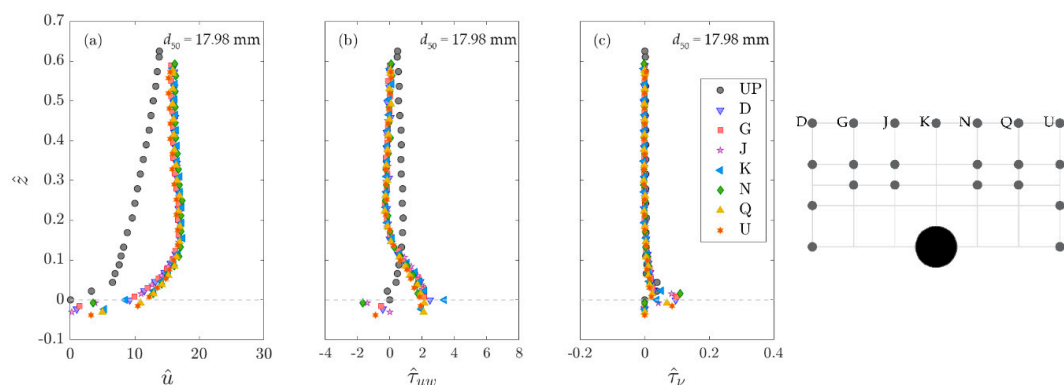 0.7
0.6
0.5
0.4
0.3
0.2
0.1
0
-0.1
ẑ
(a)
d50 = 17.98 mm
0 10 20 30
û
(b)
d50 = 17.98 mm
-4 -2 0 2 4 6 8
τ̂uw
(c)
d50 = 17.98 mm
UP
D
G
J
K
N
Q
U
-0.2 0 0.2 0.4
τ̂ν
D G J K N Q U